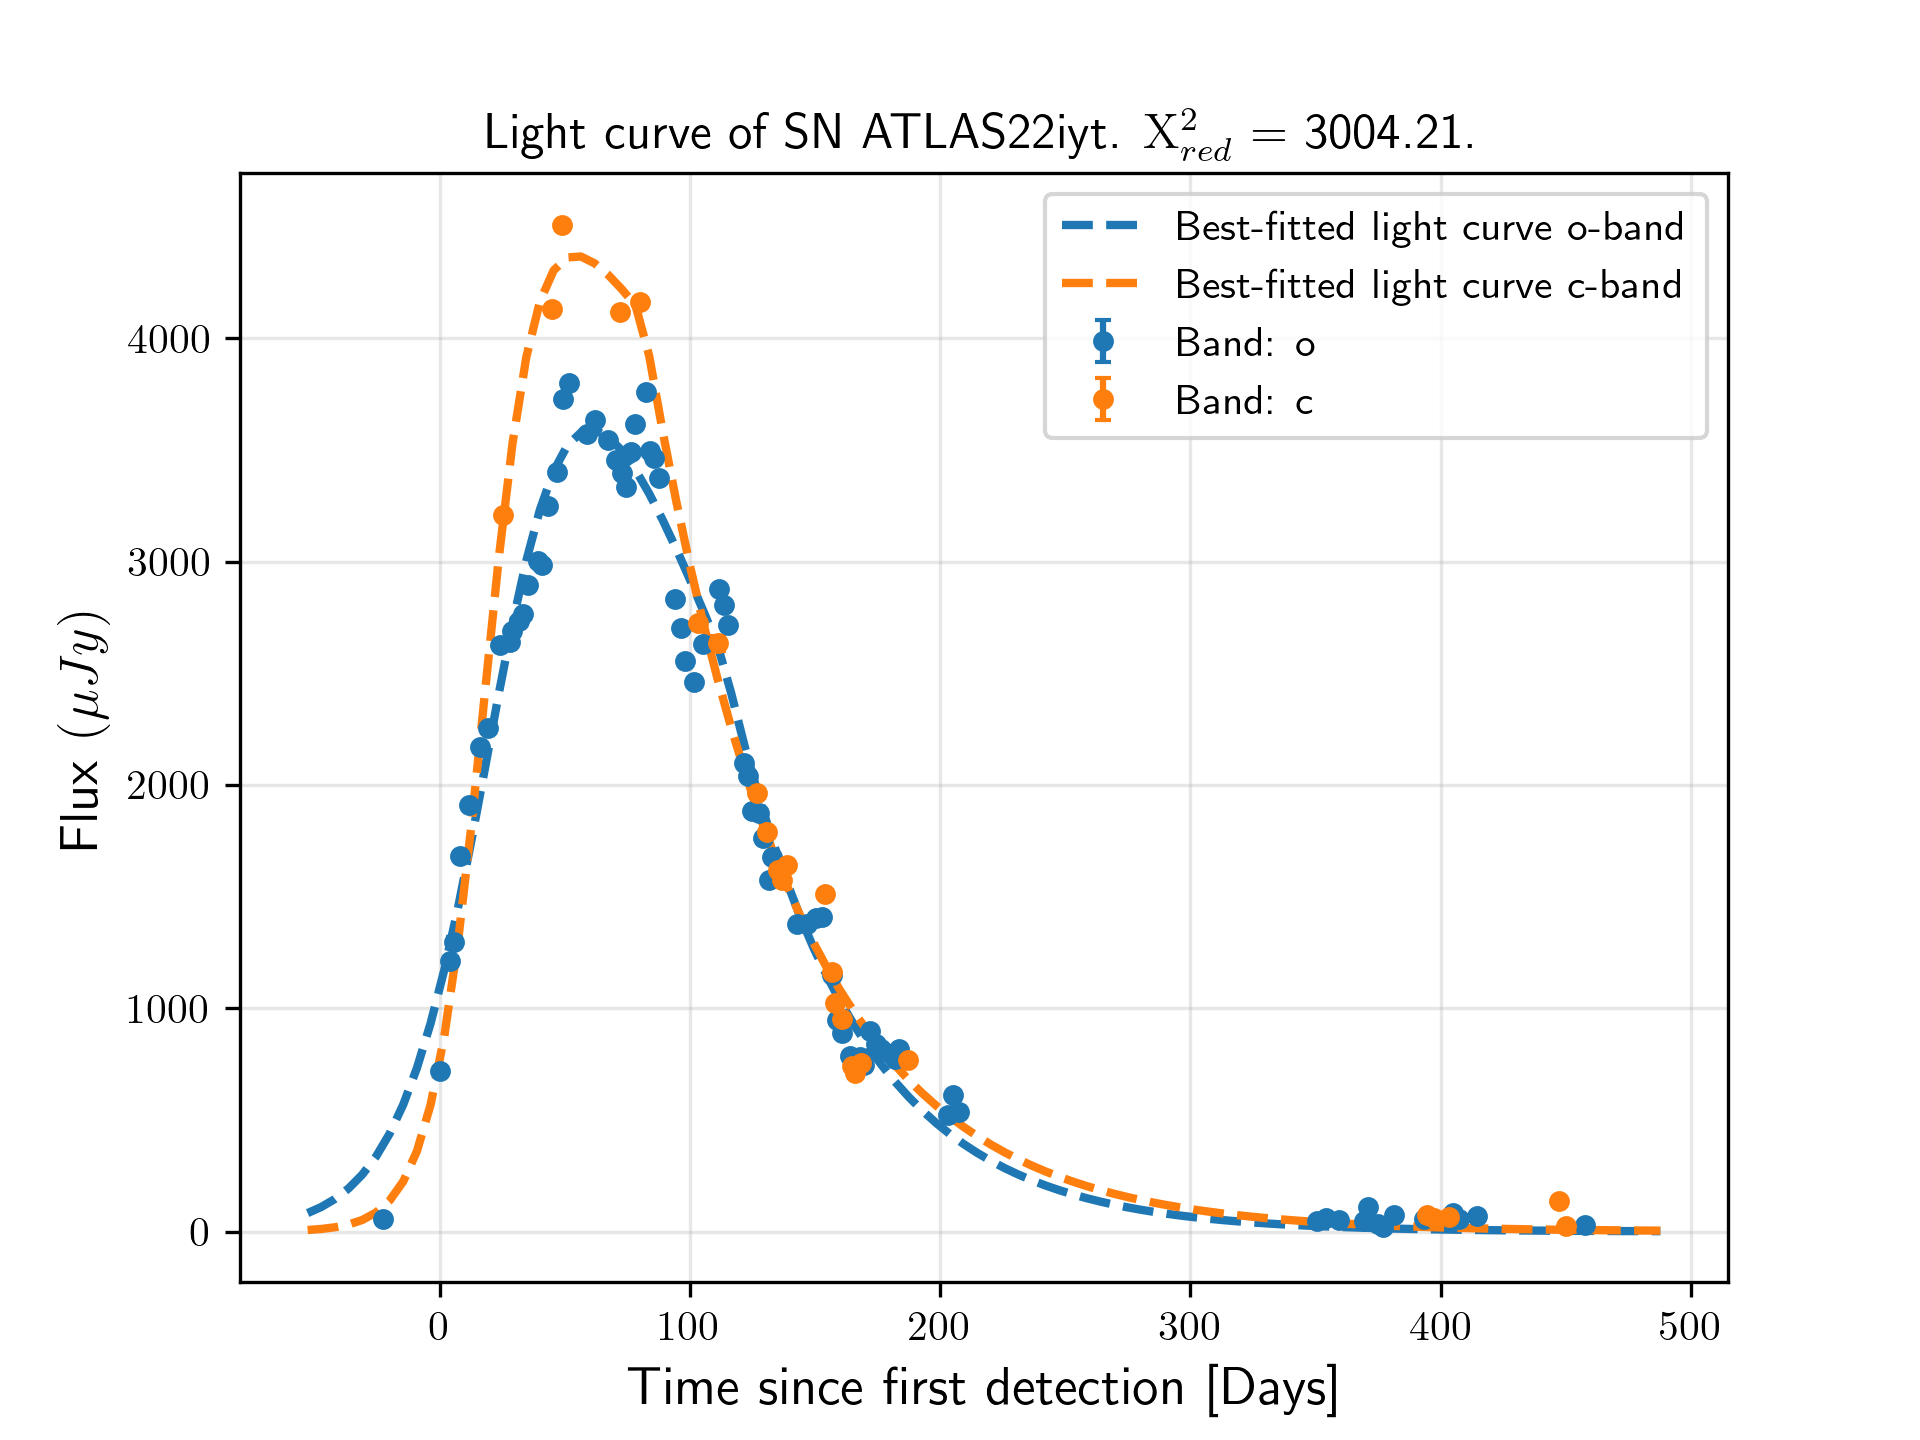 Light curve of SN ATLAS22iyt. X²red = 3004.21.
Best-fitted light curve o-band
Best-fitted light curve c-band
Band: o
Band: c
Flux (μJy)
4000
3000
2000
1000
0
0 100 200 300 400 500
Time since first detection [Days]